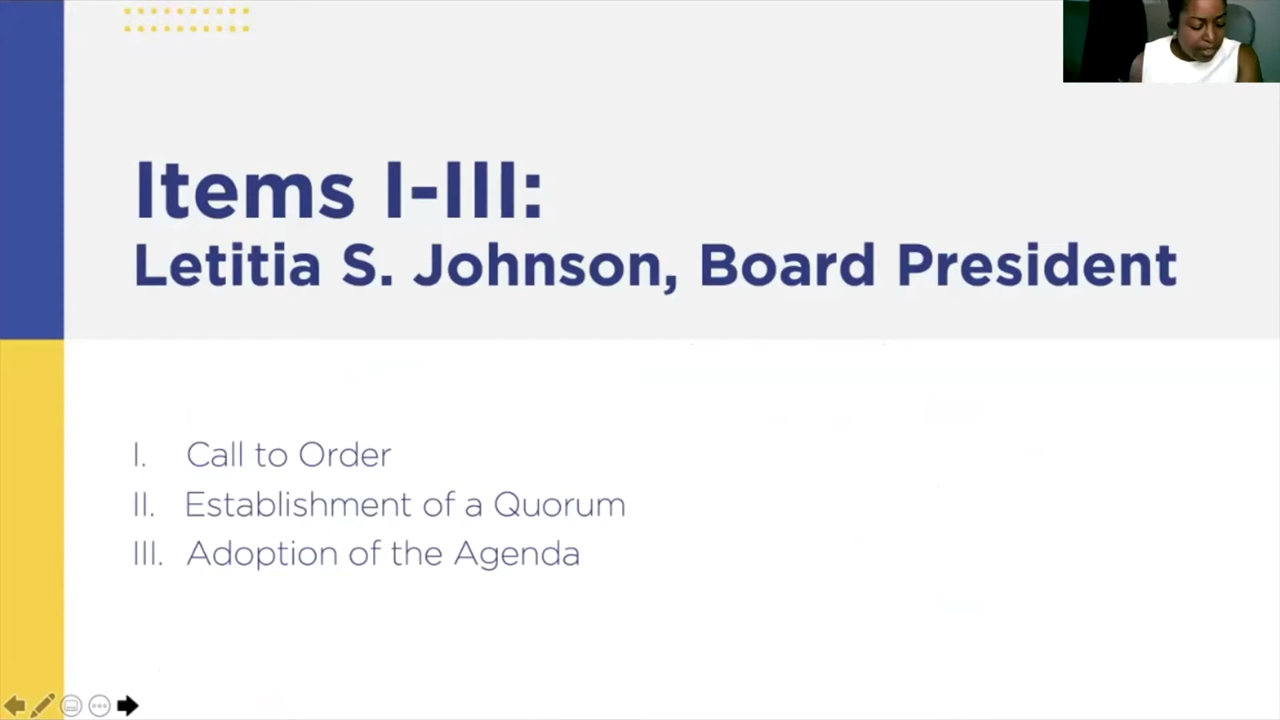 Items I-III:
Letitia S. Johnson, Board President
I. Call to Order
II. Establishment of a Quorum
III. Adoption of the Agenda